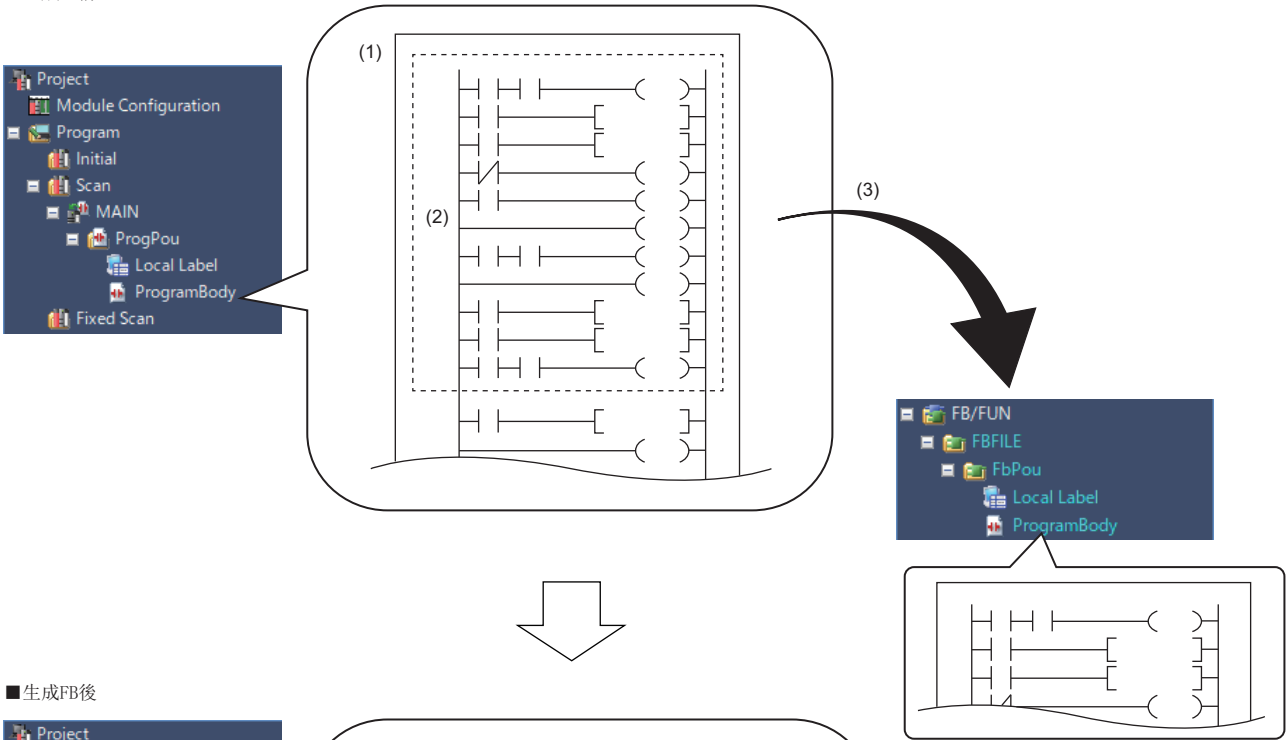 (1)
Project
Module Configuration
Program
Initial
Scan
MAIN
ProgPou
Local Label
ProgramBody
Fixed Scan
(2)
(3)
FB/FUN
FBFILE
FbPou
Local Label
ProgramBody
■生成FB後
Project